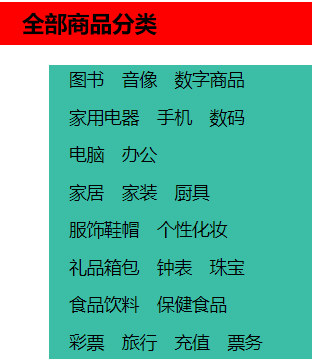 全部商品分类
图书 音像 数字商品
家用电器 手机 数码
电脑 办公
家居 家装 厨具
服饰鞋帽 个性化妆
礼品箱包 钟表 珠宝
食品饮料 保健食品
彩票 旅行 充值 票务